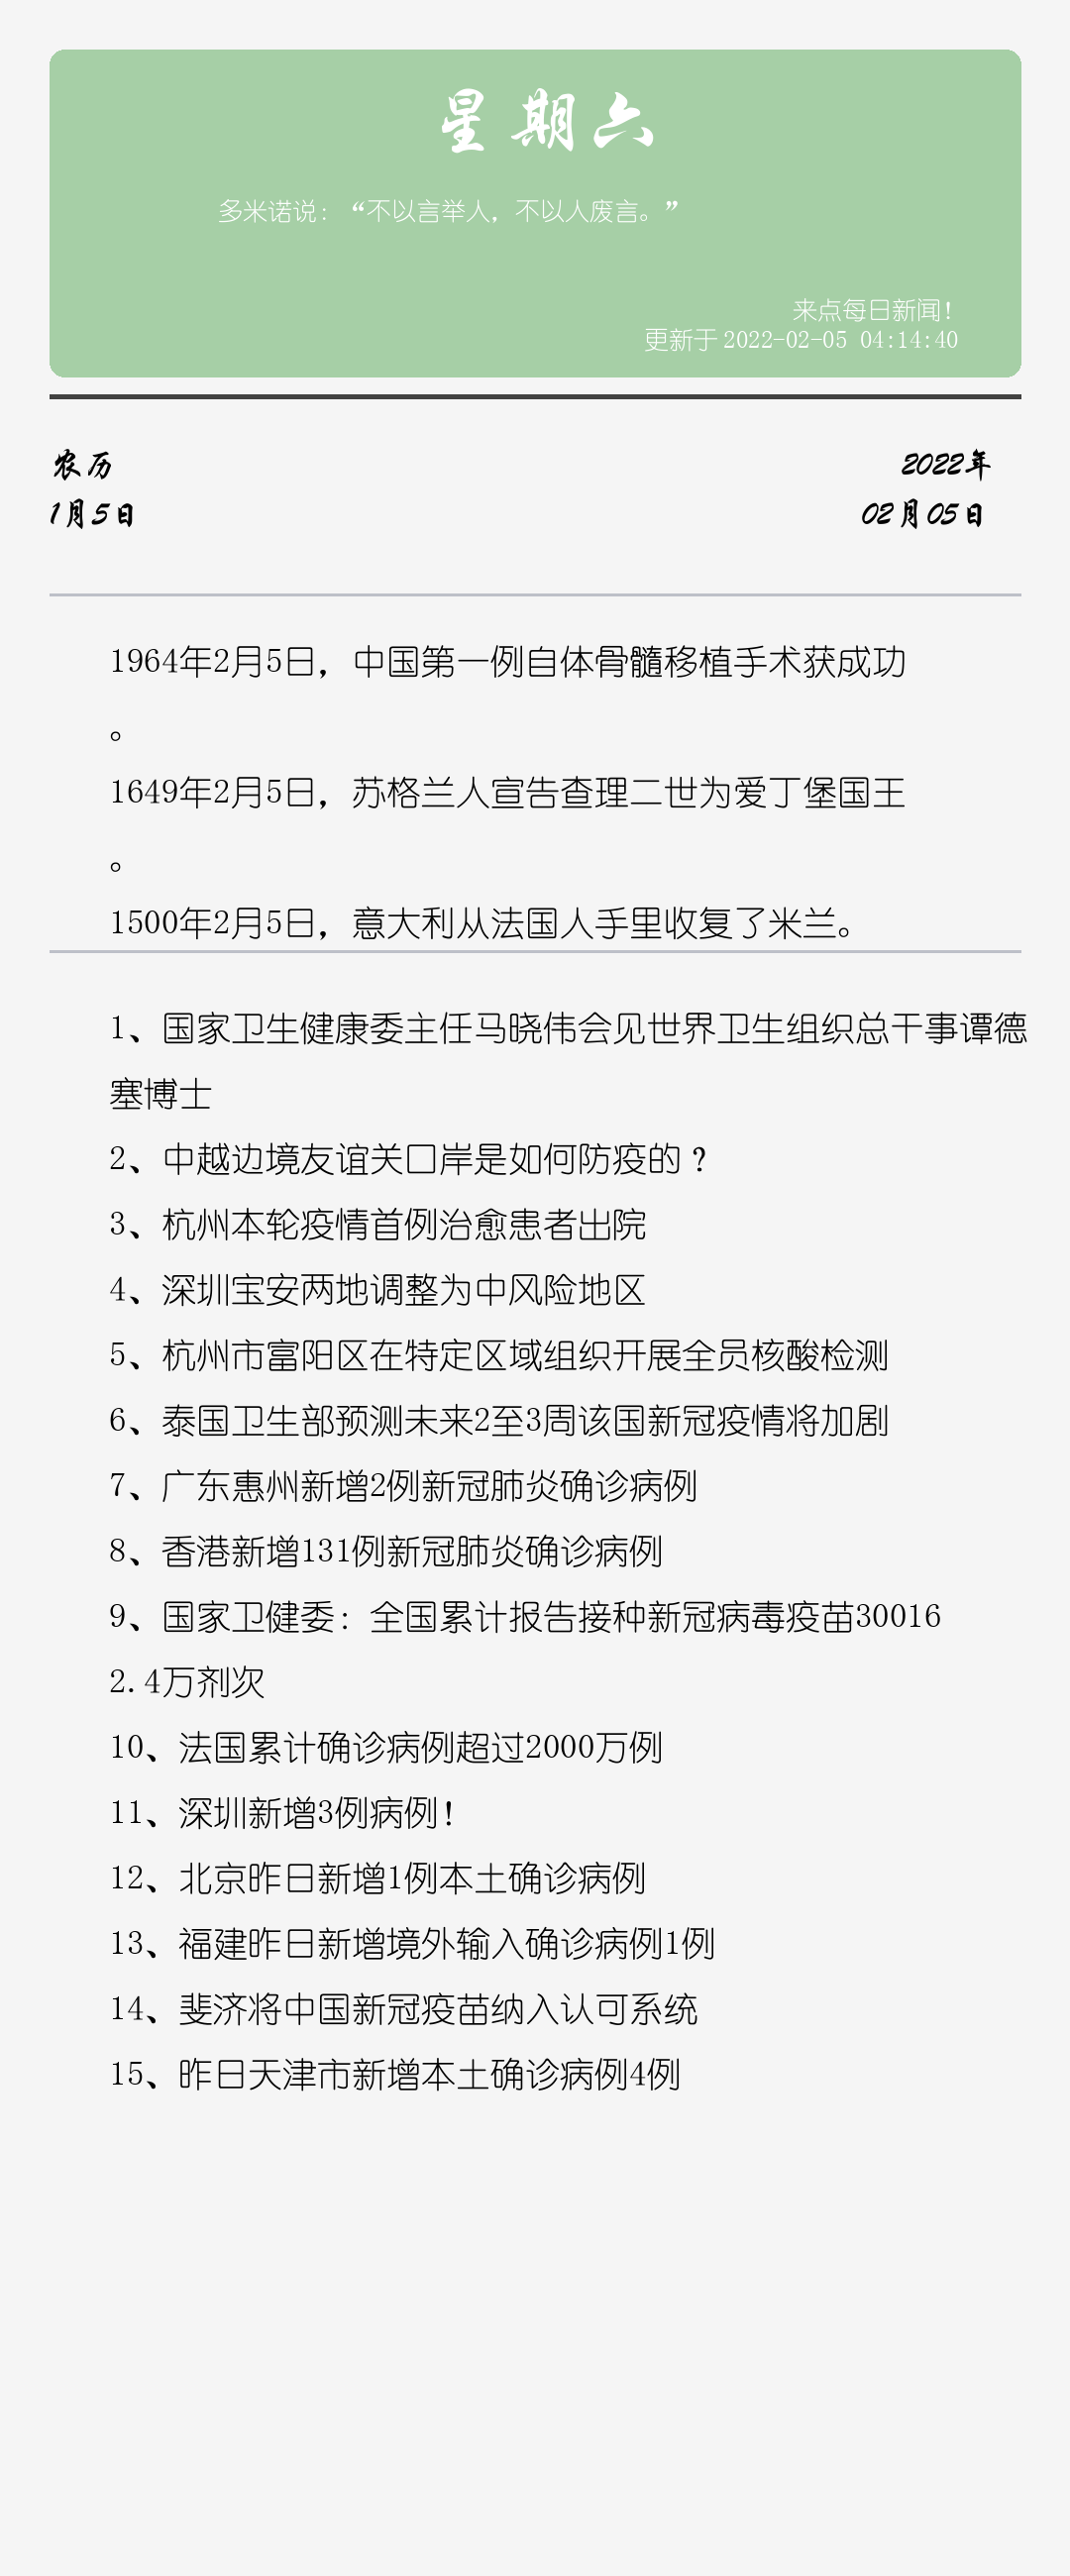 星期六
多米诺说：“不以言举人，不以人废言。”
来点每日新闻！
更新于2022-02-05 04:14:40
农历
2022年
1月5日
02月05日
1964年2月5日，中国第一例自体骨髓移植手术获成功
。
1649年2月5日，苏格兰人宣告查理二世为爱丁堡国王
。
1500年2月5日，意大利从法国人手里收复了米兰。
1、国家卫生健康委主任马晓伟会见世界卫生组织总干事谭德
塞博士
2、中越边境友谊关口岸是如何防疫的？
3、杭州本轮疫情首例治愈患者出院
4、深圳宝安两地调整为中风险地区
5、杭州市富阳区在特定区域组织开展全员核酸检测
6、泰国卫生部预测未来2至3周该国新冠疫情将加剧
7、广东惠州新增2例新冠肺炎确诊病例
8、香港新增131例新冠肺炎确诊病例
9、国家卫健委：全国累计报告接种新冠病毒疫苗30016
2.4万剂次
10、法国累计确诊病例超过2000万例
11、深圳新增3例病例！
12、北京昨日新增1例本土确诊病例
13、福建昨日新增境外输入确诊病例1例
14、斐济将中国新冠疫苗纳入认可系统
15、昨日天津市新增本土确诊病例4例